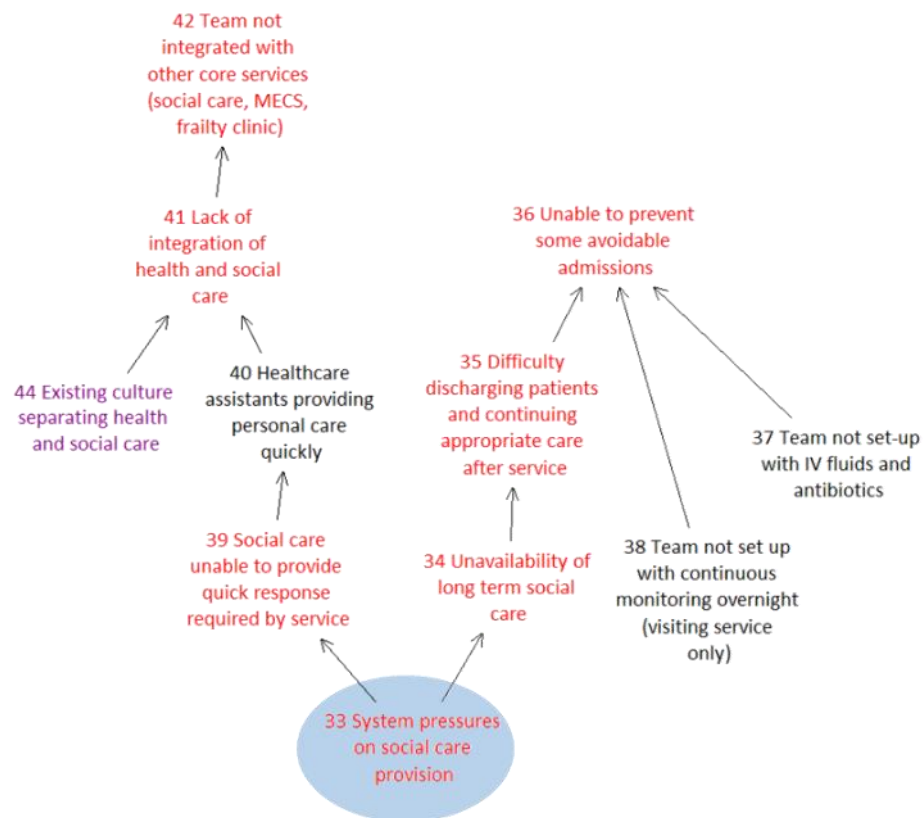 42 Team not
integrated with
other core services
(social care, MECS,
frailty clinic)
41 Lack of
integration of
health and social
care
36 Unable to prevent
some avoidable
admissions
44 Existing culture
separating health
and social care
40 Healthcare
assistants providing
personal care
quickly
35 Difficulty
discharging patients
and continuing
appropriate care
after service
37 Team not set-up
with IV fluids and
antibiotics
39 Social care
unable to provide
quick response
required by service
34 Unavailability of
long term social
care
38 Team not set up
with continuous
monitoring overnight
(visiting service
only)
33 System pressures
on social care
provision